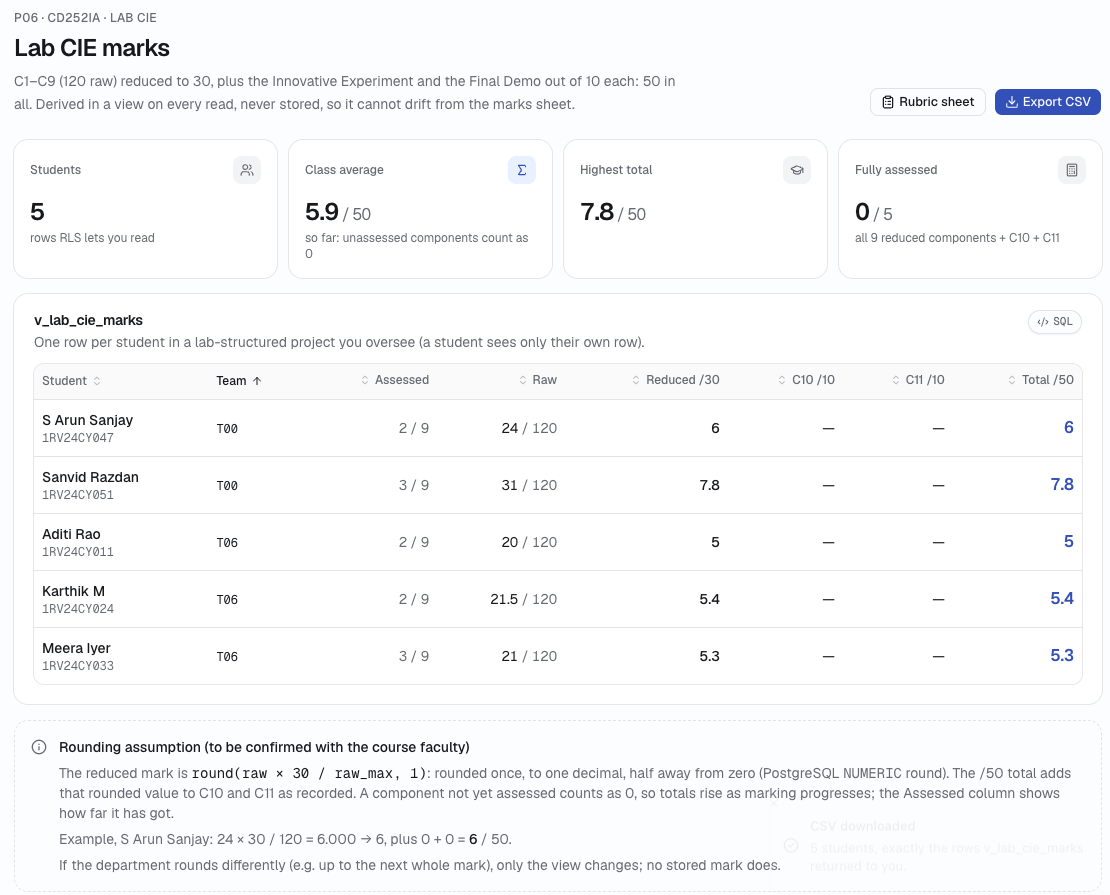 P06 · CD252IA · LAB CIE
Lab CIE marks
C1–C9 (120 raw) reduced to 30, plus the Innovative Experiment and the Final Demo out of 10 each: 50 in
all. Derived in a view on every read, never stored, so it cannot drift from the marks sheet.
Rubric sheet
Export CSV
Students
5
rows RLS lets you read
Class average
Σ
5.9 / 50
so far: unassessed components count as
0
Highest total
7.8 / 50
Fully assessed
0 / 5
all 9 reduced components + C10 + C11
v_lab_cie_marks
</> SQL
One row per student in a lab-structured project you oversee (a student sees only their own row).
Student Team ↑ Assessed Raw Reduced /30 C10 /10 C11 /10 Total /50
S Arun Sanjay
1RV24CY047
T00 2 / 9 24 / 120 6 — — 6
Sanvid Razdan
1RV24CY051
T00 3 / 9 31 / 120 7.8 — — 7.8
Aditi Rao
1RV24CY011
T06 2 / 9 20 / 120 5 — — 5
Karthik M
1RV24CY024
T06 2 / 9 21.5 / 120 5.4 — — 5.4
Meera Iyer
1RV24CY033
T06 3 / 9 21 / 120 5.3 — — 5.3
Rounding assumption (to be confirmed with the course faculty)
The reduced mark is round(raw × 30 / raw_max, 1): rounded once, to one decimal, half away from zero (PostgreSQL NUMERIC round). The /50 total adds
that rounded value to C10 and C11 as recorded. A component not yet assessed counts as 0, so totals rise as marking progresses; the Assessed column shows
how far it has got.
Example, S Arun Sanjay: 24 × 30 / 120 = 6.000 → 6, plus 0 + 0 = 6 / 50.
If the department rounds differently (e.g. up to the next whole mark), only the view changes; no stored mark does.
CSV downloaded
5 students, exactly the rows v_lab_cie_marks
returned to you.